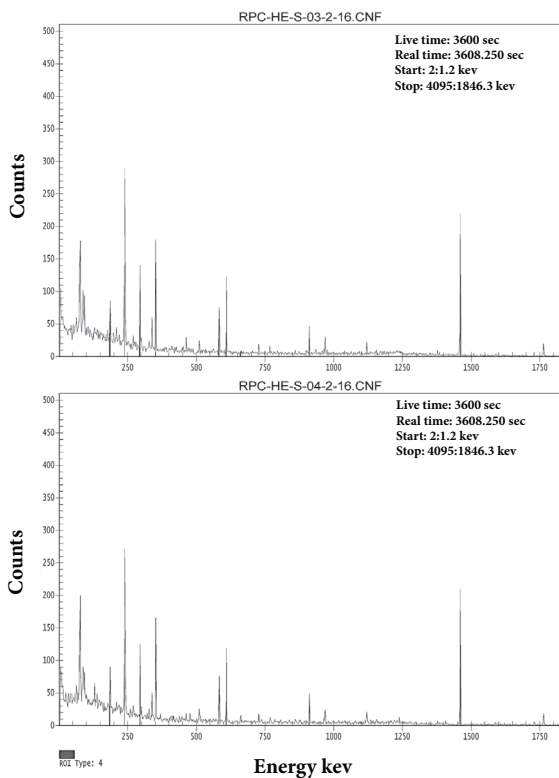 RPC-HE-S-03-2-16.CNF
500
450
400
350
300
250
200
150
100
50
0
Counts
Live time: 3600 sec
Real time: 3608.250 sec
Start: 2:1.2 kev
Stop: 4095:1846.3 kev
250 500 750 1000 1250 1500 1750
RPC-HE-S-04-2-16.CNF
500
450
400
350
300
250
200
150
100
50
0
Counts
Live time: 3600 sec
Real time: 3608.250 sec
Start: 2:1.2 kev
Stop: 4095:1846.3 kev
250 500 750 1000 1250 1500 1750
ROI Type: 4
Energy kev